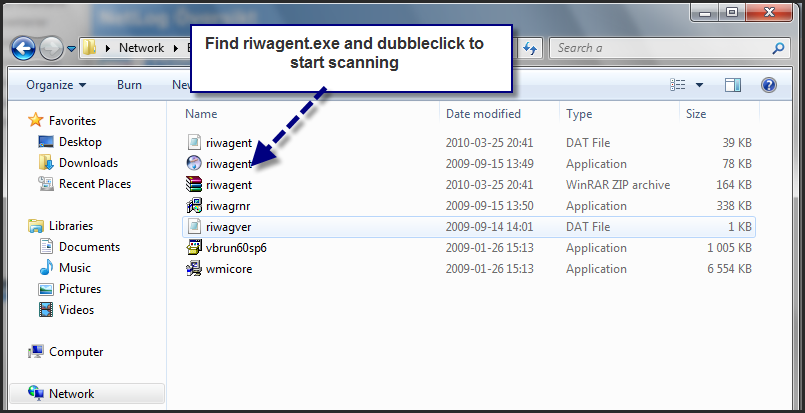 NetLog Översikt
Network
Search a
Find riwagent.exe and dubbleclick to
start scanning
Organize
Burn
Name
Date modified
Type
Size
Favorites
Desktop
Downloads
Recent Places
Libraries
Documents
Music
Pictures
Videos
Computer
Network
riwagent 2010-03-25 20:41 DAT File 39 KB
riwagent 2009-09-15 13:49 Application 78 KB
riwagent 2010-03-25 20:41 WinRAR ZIP archive 164 KB
riwagrnr 2009-09-15 13:50 Application 338 KB
riwagver 2009-09-14 14:01 DAT File 1 KB
vbrun60sp6 2009-01-26 15:13 Application 1 005 KB
wmicore 2009-01-26 15:13 Application 6 554 KB